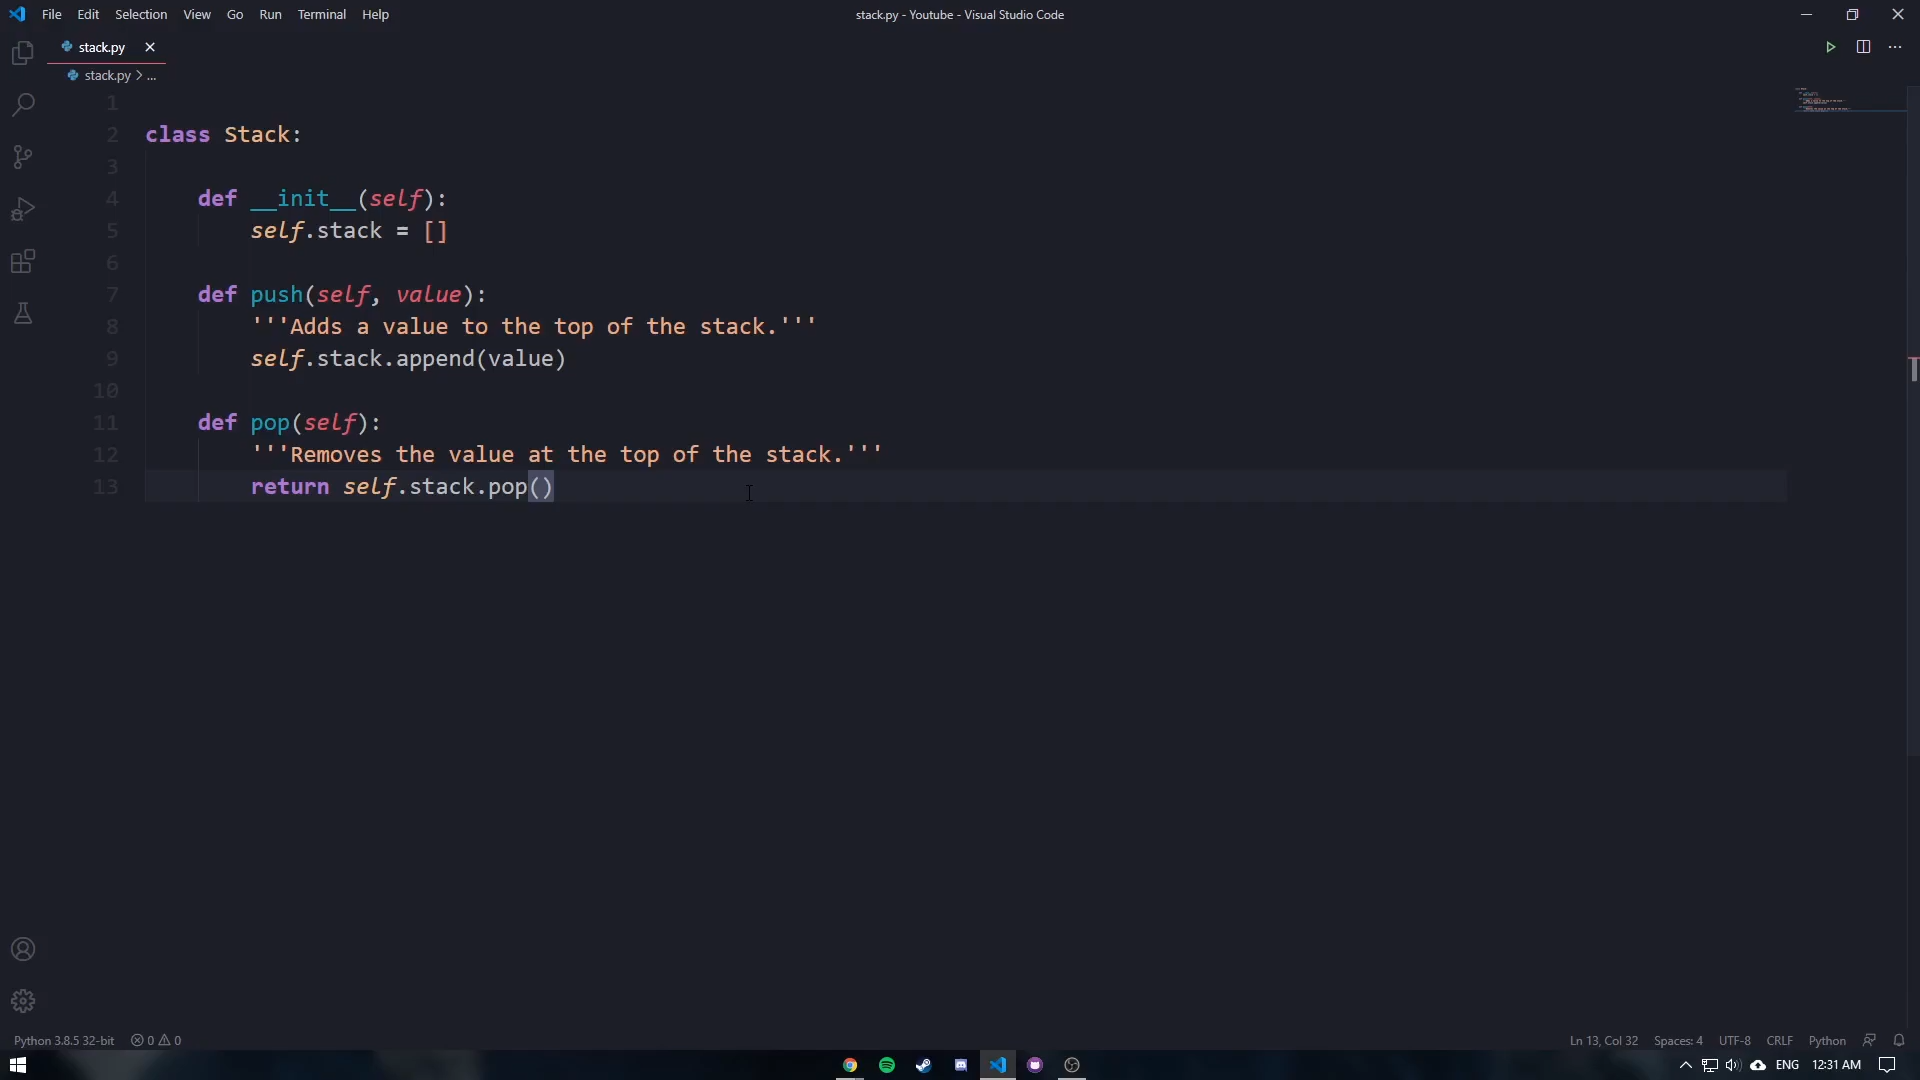 File Edit Selection View Go Run Terminal Help
stack.py - Youtube - Visual Studio Code
stack.py
stack.py > ...
1
2 class Stack:
3
4 def __init__(self):
5 self.stack = []
6
7 def push(self, value):
8 '''Adds a value to the top of the stack.'''
9 self.stack.append(value)
10
11 def pop(self):
12 '''Removes the value at the top of the stack.'''
13 return self.stack.pop()
Python 3.8.5 32-bit 0 0 Ln 13, Col 32 Spaces: 4 UTF-8 CRLF Python
ENG 12:31 AM